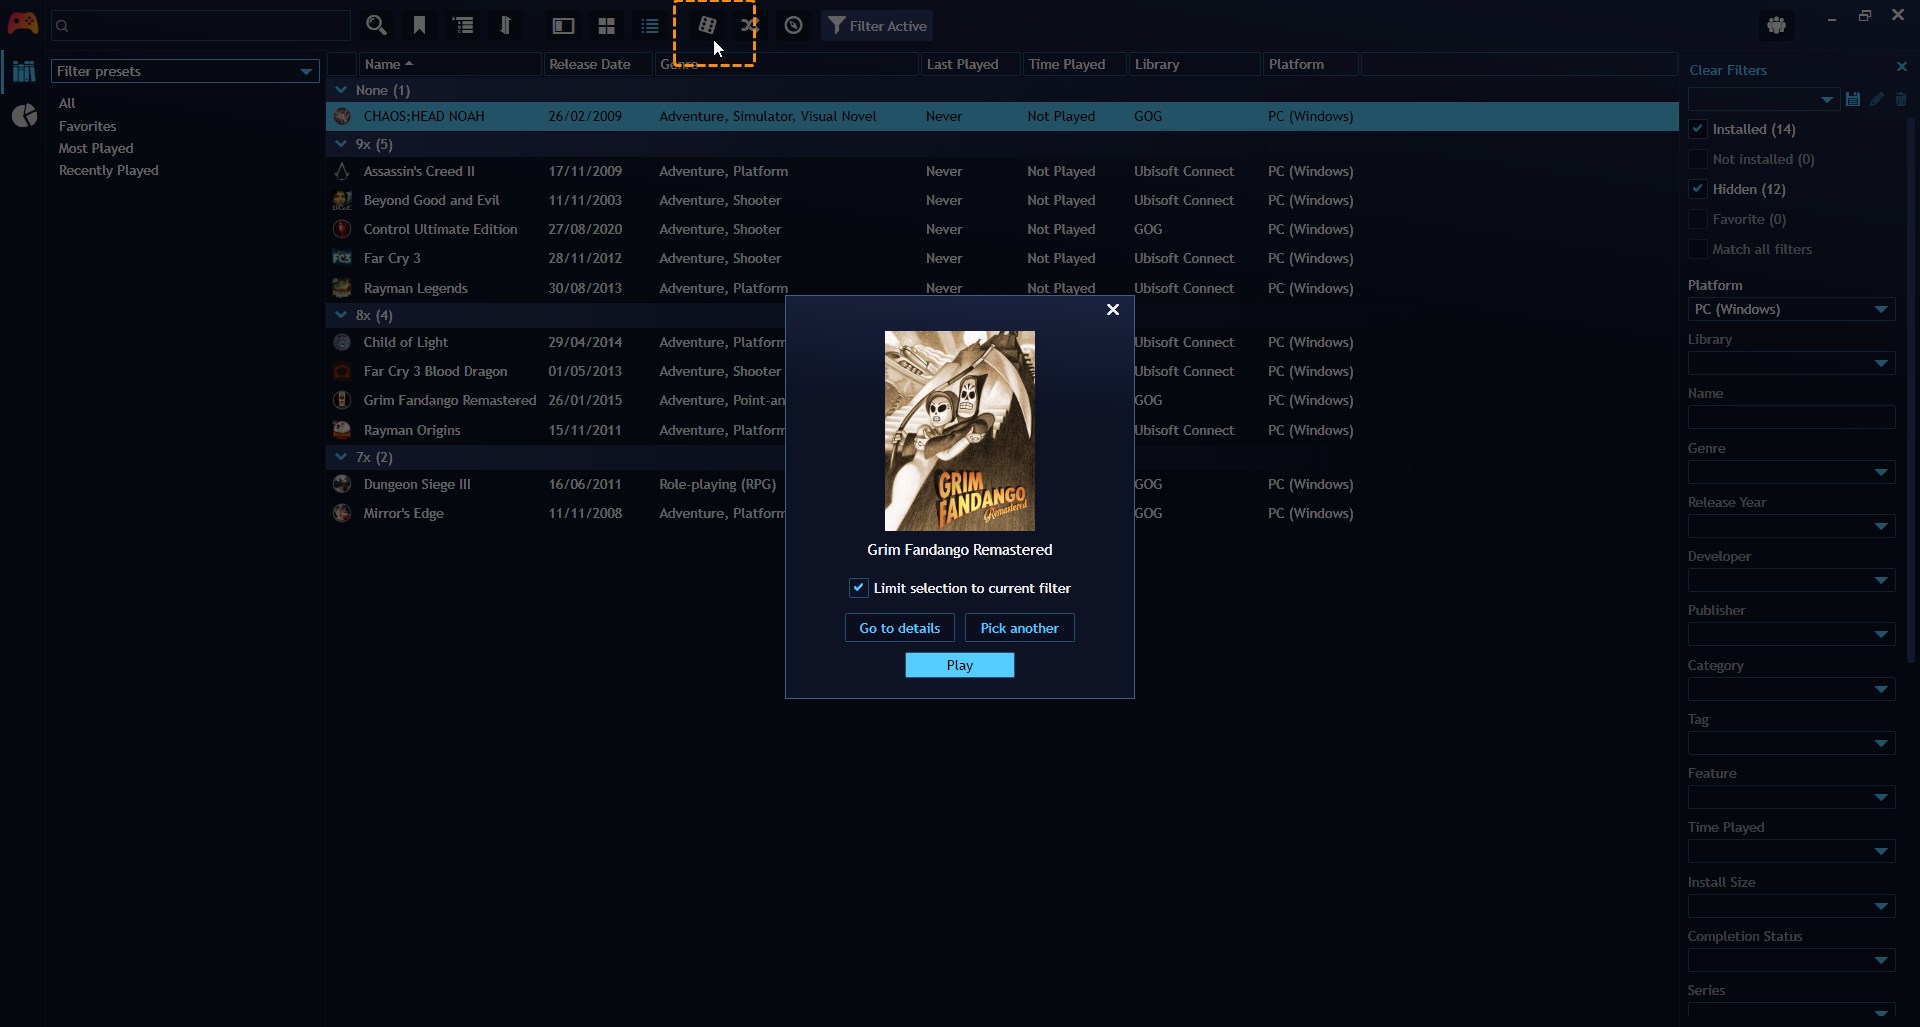 Filter Active
Filter presets
All
Favorites
Most Played
Recently Played
Name Release Date Genre Last Played Time Played Library Platform
None (1)
CHAOS;HEAD NOAH 26/02/2009 Adventure, Simulator, Visual Novel Never Not Played GOG PC (Windows)
9x (5)
Assassin's Creed II 17/11/2009 Adventure, Platform Never Not Played Ubisoft Connect PC (Windows)
Beyond Good and Evil 11/11/2003 Adventure, Shooter Never Not Played Ubisoft Connect PC (Windows)
Control Ultimate Edition 27/08/2020 Adventure, Shooter Never Not Played GOG PC (Windows)
FC3 Far Cry 3 28/11/2012 Adventure, Shooter Never Not Played Ubisoft Connect PC (Windows)
Rayman Legends 30/08/2013 Adventure, Platform Never Not Played Ubisoft Connect PC (Windows)
8x (4)
Child of Light 29/04/2014 Adventure, Platform Ubisoft Connect PC (Windows)
Far Cry 3 Blood Dragon 01/05/2013 Adventure, Shooter Ubisoft Connect PC (Windows)
Grim Fandango Remastered 26/01/2015 Adventure, Point-an GOG PC (Windows)
Rayman Origins 15/11/2011 Adventure, Platform Ubisoft Connect PC (Windows)
7x (2)
Dungeon Siege III 16/06/2011 Role-playing (RPG) GOG PC (Windows)
Mirror's Edge 11/11/2008 Adventure, Platform GOG PC (Windows)
GRIM
FANDANGO
Remastered
Grim Fandango Remastered
Limit selection to current filter
Go to details Pick another
Play
Clear Filters
Installed (14)
Not installed (0)
Hidden (12)
Favorite (0)
Match all filters
Platform
PC (Windows)
Library
Name
Genre
Release Year
Developer
Publisher
Category
Tag
Feature
Time Played
Install Size
Completion Status
Series